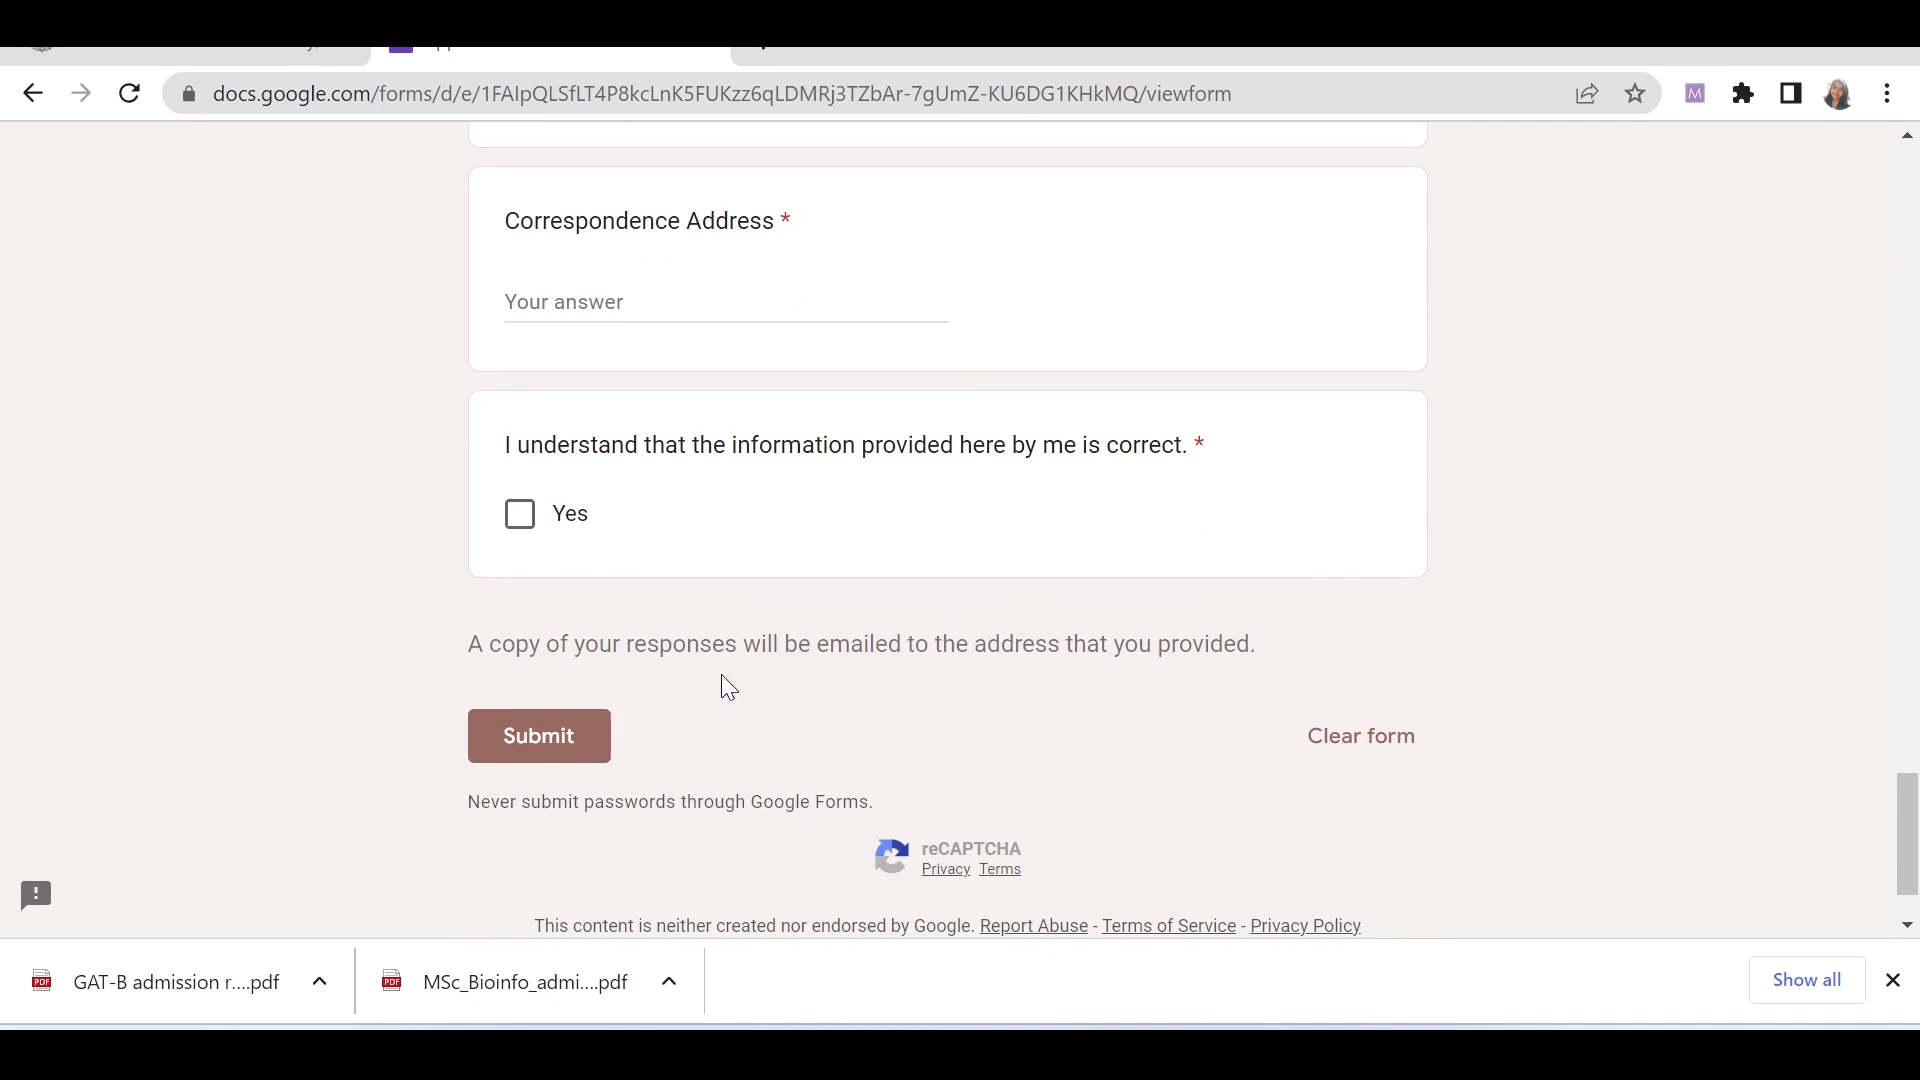 docs.google.com/forms/d/e/1FAIpQLSfLT4P8kcLnK5FUKzz6qLDMRj3TZbAr-7gUmZ-KU6DG1KHkMQ/viewform
M
Correspondence Address *
Your answer
I understand that the information provided here by me is correct. *
Yes
A copy of your responses will be emailed to the address that you provided.
Submit
Clear form
Never submit passwords through Google Forms.
reCAPTCHA
Privacy Terms
This content is neither created nor endorsed by Google. Report Abuse - Terms of Service - Privacy Policy
PDF GAT-B admission r....pdf
PDF MSc_Bioinfo_admi....pdf
Show all